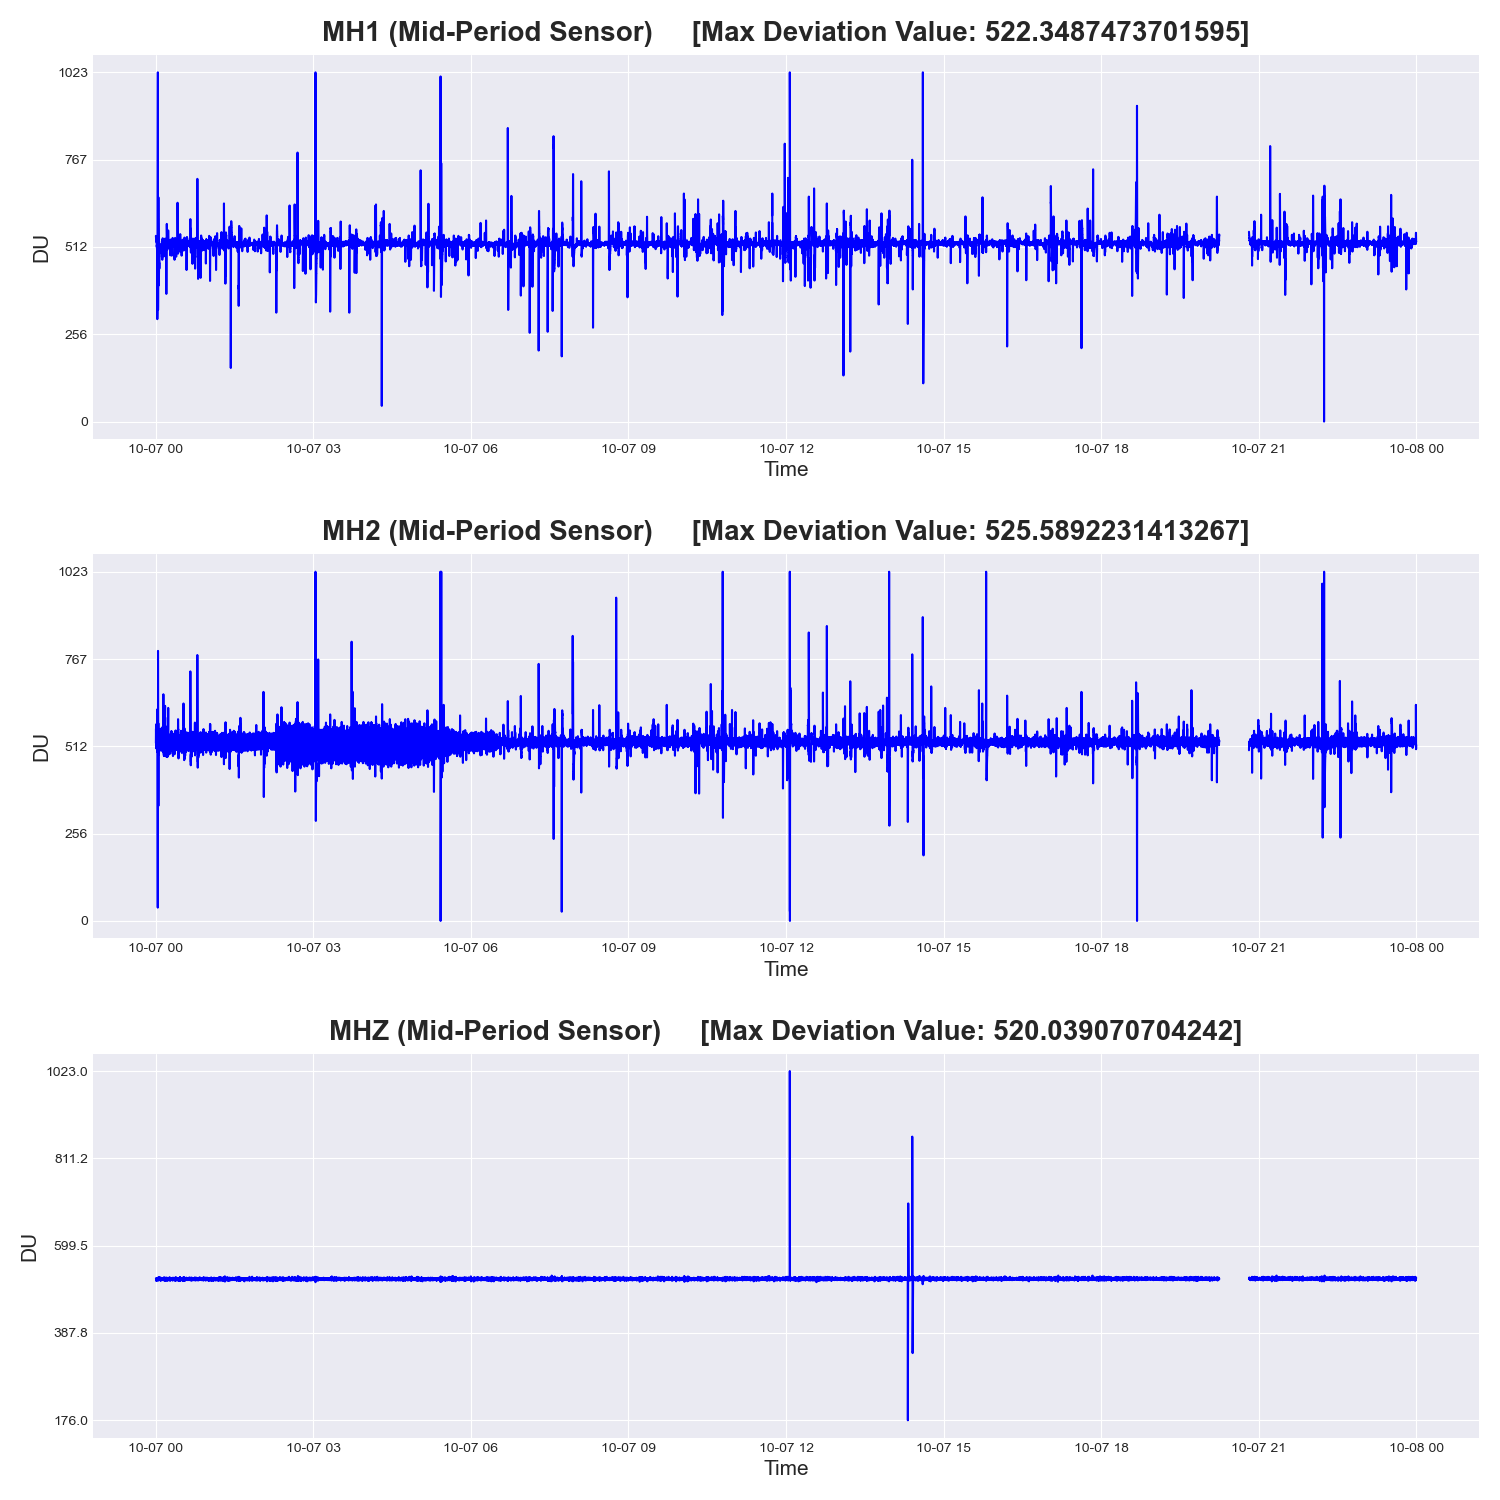 MH1 (Mid-Period Sensor) [Max Deviation Value: 522.3487473701595]
1023
767
512
256
0
DU
10-07 00 10-07 03 10-07 06 10-07 09 10-07 12 10-07 15 10-07 18 10-07 21 10-08 00
Time
MH2 (Mid-Period Sensor) [Max Deviation Value: 525.5892231413267]
1023
767
512
256
0
DU
10-07 00 10-07 03 10-07 06 10-07 09 10-07 12 10-07 15 10-07 18 10-07 21 10-08 00
Time
MHZ (Mid-Period Sensor) [Max Deviation Value: 520.039070704242]
1023.0
811.2
599.5
387.8
176.0
DU
10-07 00 10-07 03 10-07 06 10-07 09 10-07 12 10-07 15 10-07 18 10-07 21 10-08 00
Time